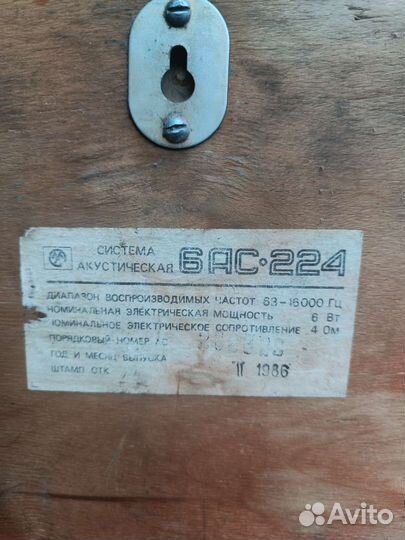 СИСТЕМА
АКУСТИЧЕСКАЯ 6АС·224
ДИАПАЗОН ВОСПРОИЗВОДИМЫХ ЧАСТОТ 63-16000 ГЦ
НОМИНАЛЬНАЯ ЭЛЕКТРИЧЕСКАЯ МОЩНОСТЬ 6 ВТ
НОМИНАЛЬНОЕ ЭЛЕКТРИЧЕСКОЕ СОПРОТИВЛЕНИЕ 4 ОМ
ПОРЯДКОВЫЙ НОМЕР АС
ГОД И МЕСЯЦ ВЫПУСКА II 1986
ШТАМП ОТК
Avito